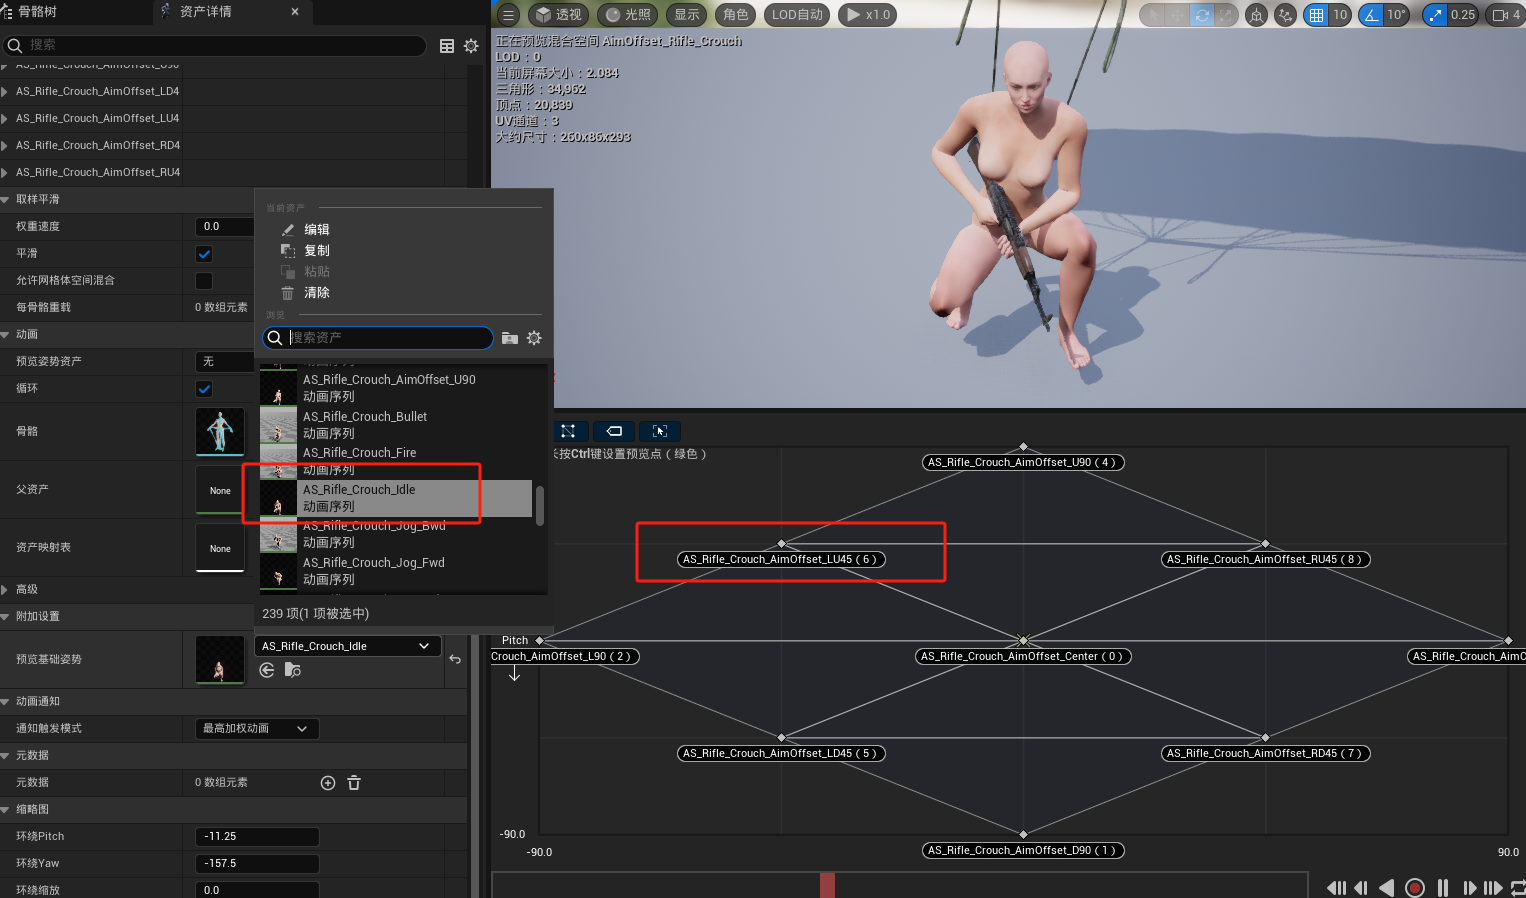 骨骼树
资产详情
搜索
AS_Rifle_Crouch_AimOffset_U90
AS_Rifle_Crouch_AimOffset_LD4
AS_Rifle_Crouch_AimOffset_LU4
AS_Rifle_Crouch_AimOffset_RD4
AS_Rifle_Crouch_AimOffset_RU4
取样平滑
权重速度
0.0
平滑
允许网格体空间混合
每骨骼重载
0 数组元素
动画
预览姿势资产
无
循环
骨骼
父资产
None
资产映射表
None
高级
附加设置
预览基础姿势
AS_Rifle_Crouch_Idle
动画通知
通知触发模式
最高加权动画
元数据
元数据
0 数组元素
缩略图
环绕Pitch
-11.25
环绕Yaw
-157.5
环绕缩放
0.0
当前资产
编辑
复制
粘贴
清除
浏览
搜索资产
动画序列
AS_Rifle_Crouch_AimOffset_U90
动画序列
AS_Rifle_Crouch_Bullet
动画序列
AS_Rifle_Crouch_Fire
动画序列
AS_Rifle_Crouch_Idle
动画序列
AS_Rifle_Crouch_Jog_Bwd
动画序列
AS_Rifle_Crouch_Jog_Fwd
动画序列
239 项(1 项被选中)
透视
光照
显示
角色
LOD自动
x1.0
10
10°
0.25
4
正在预览混合空间 AimOffset_Rifle_Crouch
LOD：0
当前屏幕大小：2.084
三角形：34,962
顶点：20,839
UV通道：3
大约尺寸：260x86x293
长按Ctrl键设置预览点（绿色）
AS_Rifle_Crouch_AimOffset_U90（4）
AS_Rifle_Crouch_AimOffset_LU45（6）
AS_Rifle_Crouch_AimOffset_RU45（8）
Pitch
Crouch_AimOffset_L90（2）
AS_Rifle_Crouch_AimOffset_Center（0）
AS_Rifle_Crouch_AimO
AS_Rifle_Crouch_AimOffset_LD45（5）
AS_Rifle_Crouch_AimOffset_RD45（7）
-90.0
-90.0
AS_Rifle_Crouch_AimOffset_D90（1）
90.0